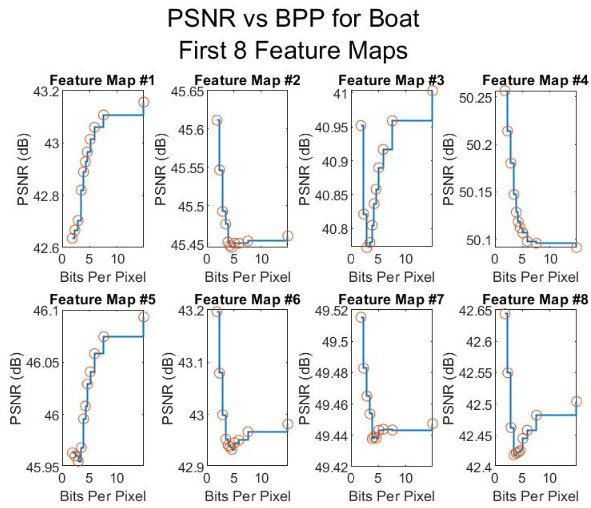 PSNR vs BPP for Boat
First 8 Feature Maps
Feature Map #1 Feature Map #2 Feature Map #3 Feature Map #4
43.2 45.65 41 50.25
43 45.6 40.95 50.2
42.8 45.55 40.9 50.15
42.6 45.5 40.85 50.1
45.45 40.8
PSNR (dB) PSNR (dB) PSNR (dB) PSNR (dB)
0 5 10 0 5 10 0 5 10 0 5 10
Bits Per Pixel Bits Per Pixel Bits Per Pixel Bits Per Pixel
Feature Map #5 Feature Map #6 Feature Map #7 Feature Map #8
46.1 43.2 49.52 42.65
46.05 43.1 49.5 42.6
46 43 49.48 42.55
45.95 42.9 49.46 42.5
49.44 42.45
49.42 42.4
PSNR (dB) PSNR (dB) PSNR (dB) PSNR (dB)
0 5 10 0 5 10 0 5 10 0 5 10
Bits Per Pixel Bits Per Pixel Bits Per Pixel Bits Per Pixel